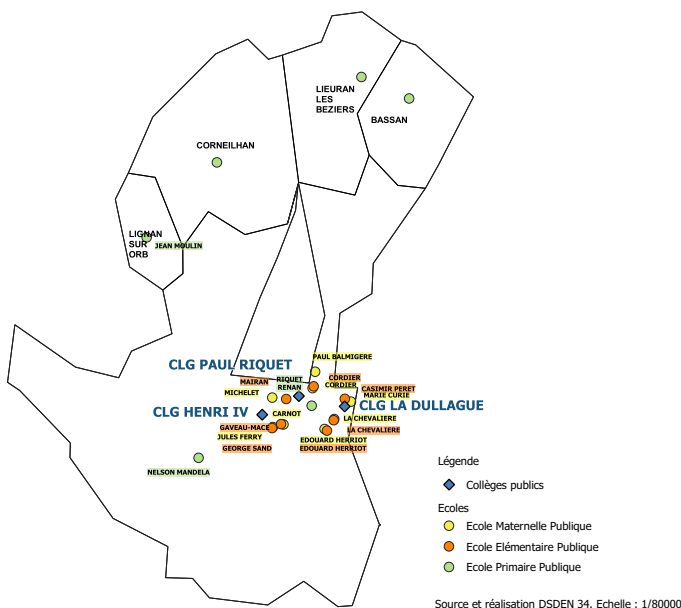 LIEURAN
LES
BEZIERS
BASSAN
CORNEILHAN
LIGNAN
SUR
ORB
JEAN MOULIN
PAUL BALMIGERE
CLG PAUL RIQUET
MAIRAN
RIQUET
RENAN
CORDIER
CORDIER
CASIMIR PERET
MARIE CURIE
MICHELET
CLG HENRI IV
CARNOT
CLG LA DULLAGUE
GAVEAU-MACE
LA CHEVALIERE
LA CHEVALIERE
JULES FERRY
EDOUARD HERRIOT
GEORGE SAND
EDOUARD HERRIOT
NELSON MANDELA
Légende
Collèges publics
Ecoles
Ecole Maternelle Publique
Ecole Elémentaire Publique
Ecole Primaire Publique
Source et réalisation DSDEN 34. Echelle : 1/80000